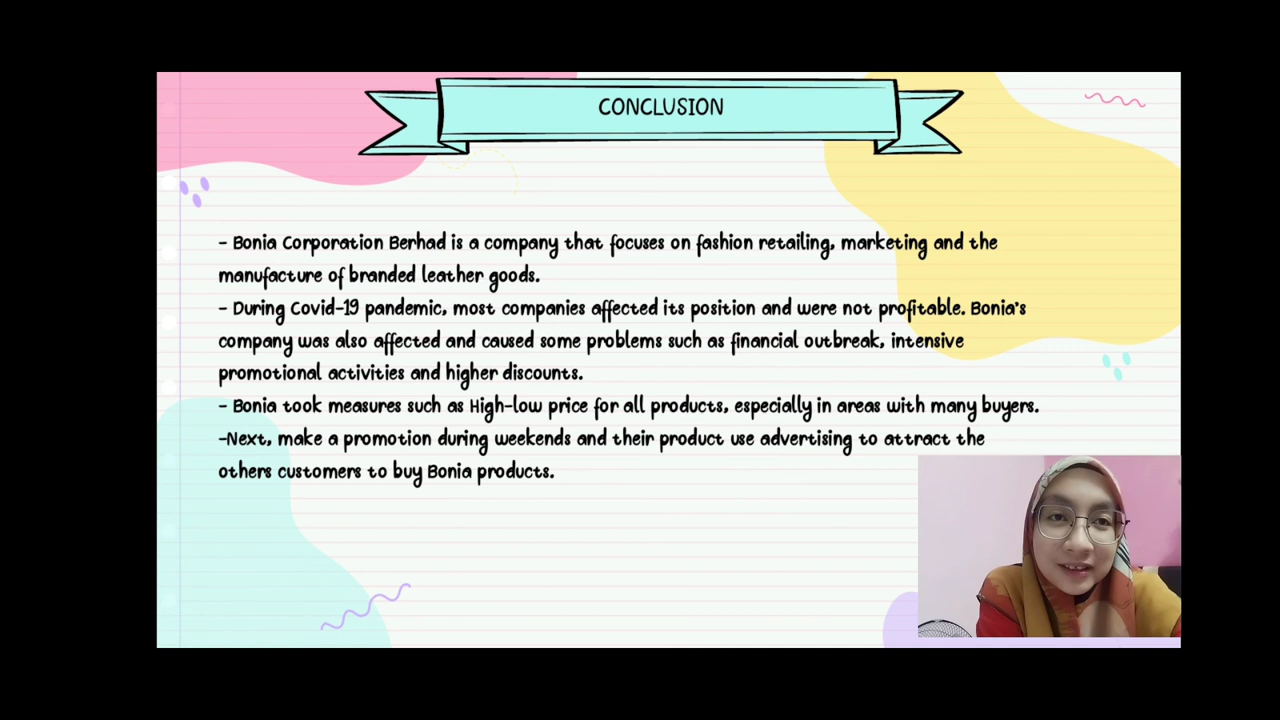 CONCLUSION
- Bonia Corporation Berhad is a company that focuses on fashion retailing, marketing and the
manufacture of branded leather goods.
- During Covid-19 pandemic, most companies affected its position and were not profitable. Bonia's
company was also affected and caused some problems such as financial outbreak, intensive
promotional activities and higher discounts.
- Bonia took measures such as High-low price for all products, especially in areas with many buyers.
-Next, make a promotion during weekends and their product use advertising to attract the
others customers to buy Bonia products.